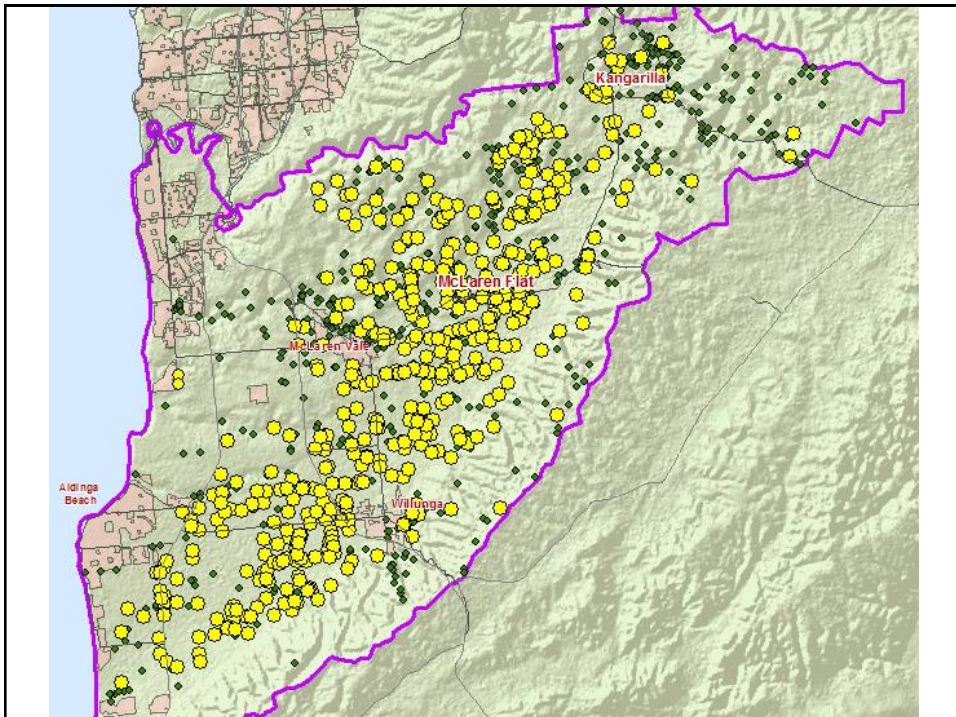 Kangarilla
McLaren Flat
McLaren Vale
Aldinga
Beach
Willunga